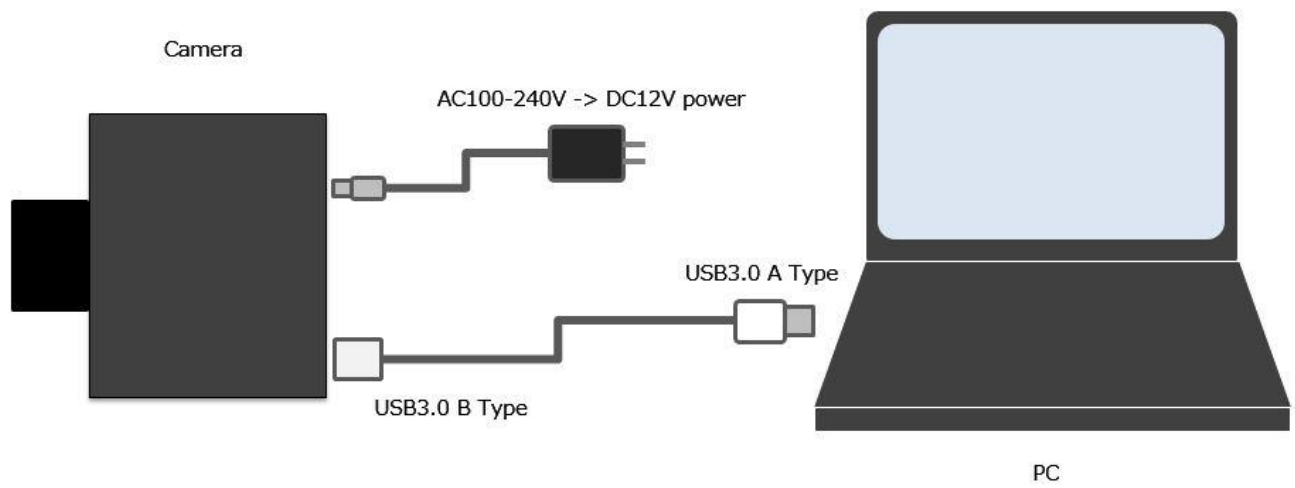 Camera
AC100-240V -> DC12V power
USB3.0 A Type
USB3.0 B Type
PC